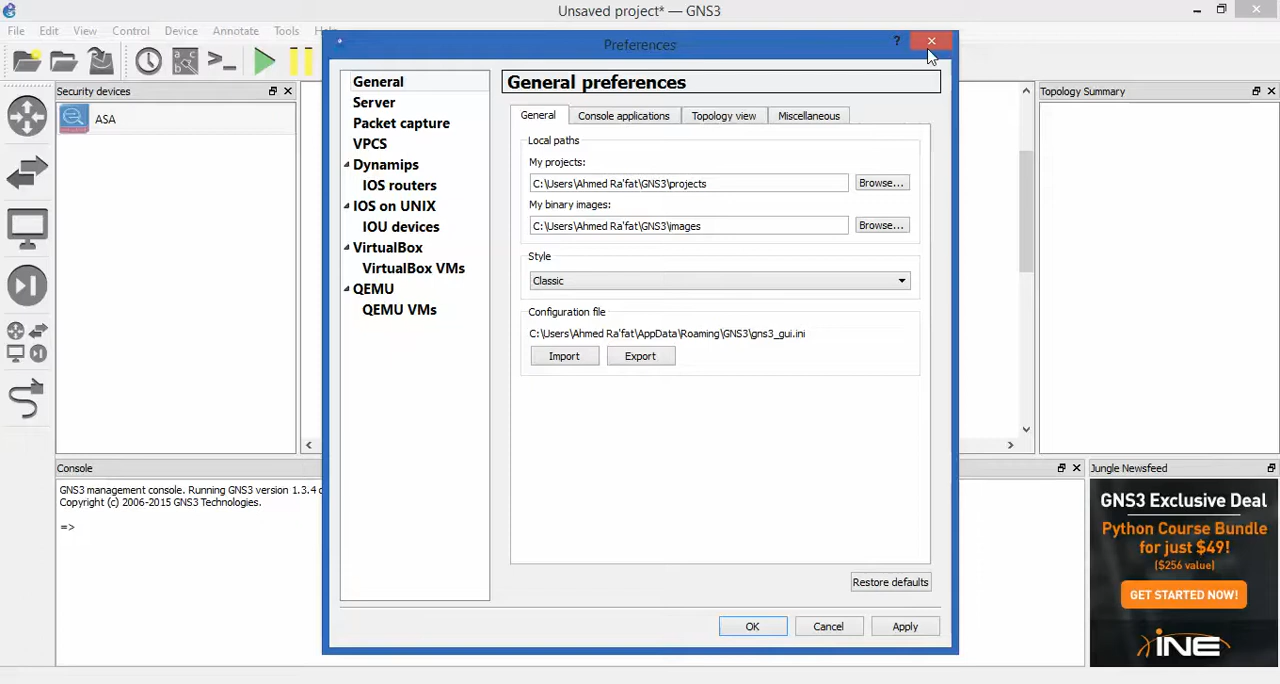 Unsaved project* — GNS3
File Edit View Control Device Annotate Tools
Preferences
Security devices
ASA
General
Server
Packet capture
VPCS
Dynamips
IOS routers
IOS on UNIX
IOU devices
VirtualBox
VirtualBox VMs
QEMU
QEMU VMs
General preferences
General Console applications Topology view Miscellaneous
Local paths
My projects:
C:\Users\Ahmed Ra'fat\GNS3\projects Browse...
My binary images:
C:\Users\Ahmed Ra'fat\GNS3\images Browse...
Style
Classic
Configuration file
C:\Users\Ahmed Ra'fat\AppData\Roaming\GNS3\gns3_gui.ini
Import Export
Restore defaults
OK Cancel Apply
Topology Summary
Console
GNS3 management console. Running GNS3 version 1.3.4
Copyright (c) 2006-2015 GNS3 Technologies.
=>
Jungle Newsfeed
GNS3 Exclusive Deal
Python Course Bundle
for just $49!
($256 value)
GET STARTED NOW!
INE